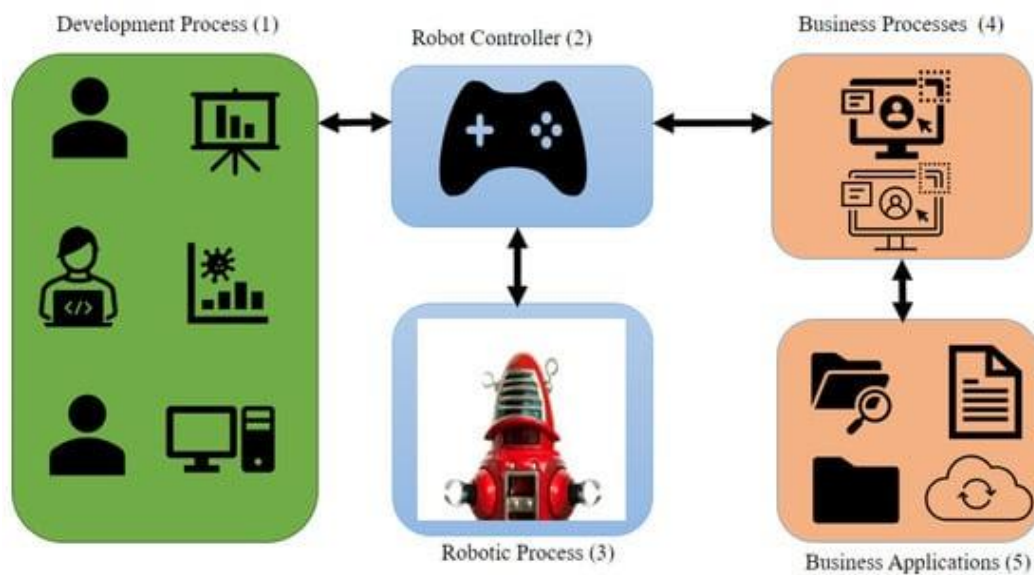 Development Process (1)
Robot Controller (2)
Business Processes (4)
</>
Robotic Process (3)
Business Applications (5)